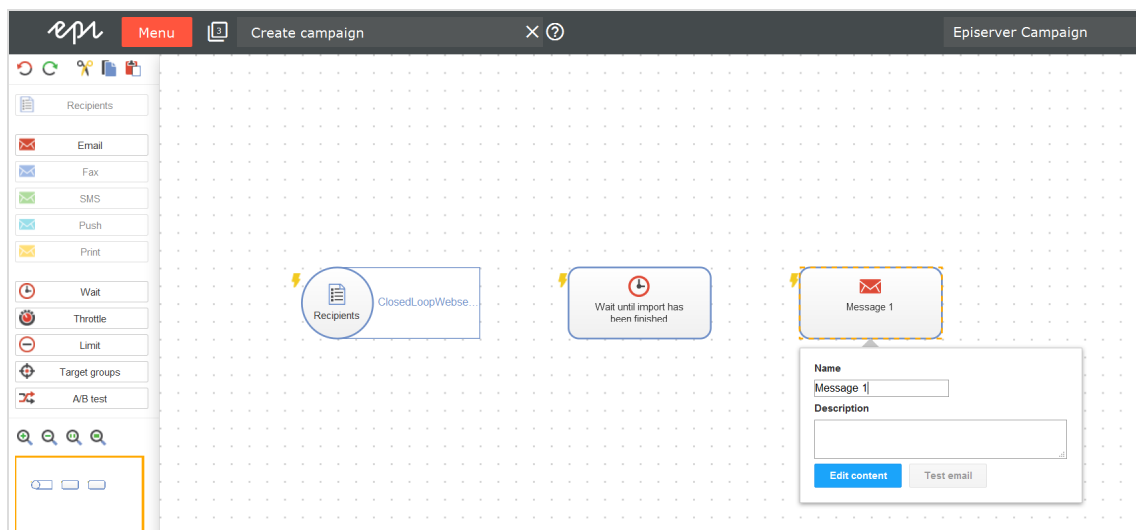 epi
Menu
3
Create campaign
Episerver Campaign
Recipients
Email
Fax
SMS
Push
Print
Wait
Throttle
Limit
Target groups
A/B test
Recipients
ClosedLoopWebse...
Wait until import has
been finished
Message 1
Name
Message 1
Description
Edit content
Test email